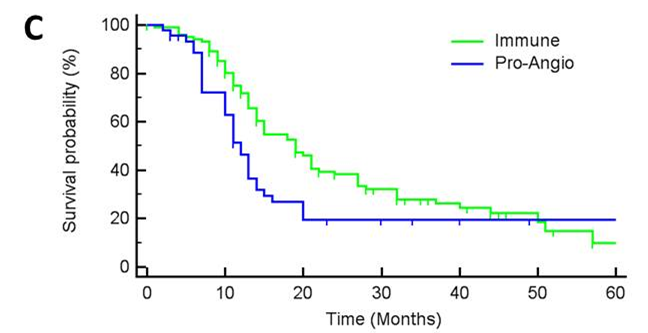 C
Immune
Pro-Angio
Survival probability (%)
100
80
60
40
20
0
0 10 20 30 40 50 60
Time (Months)